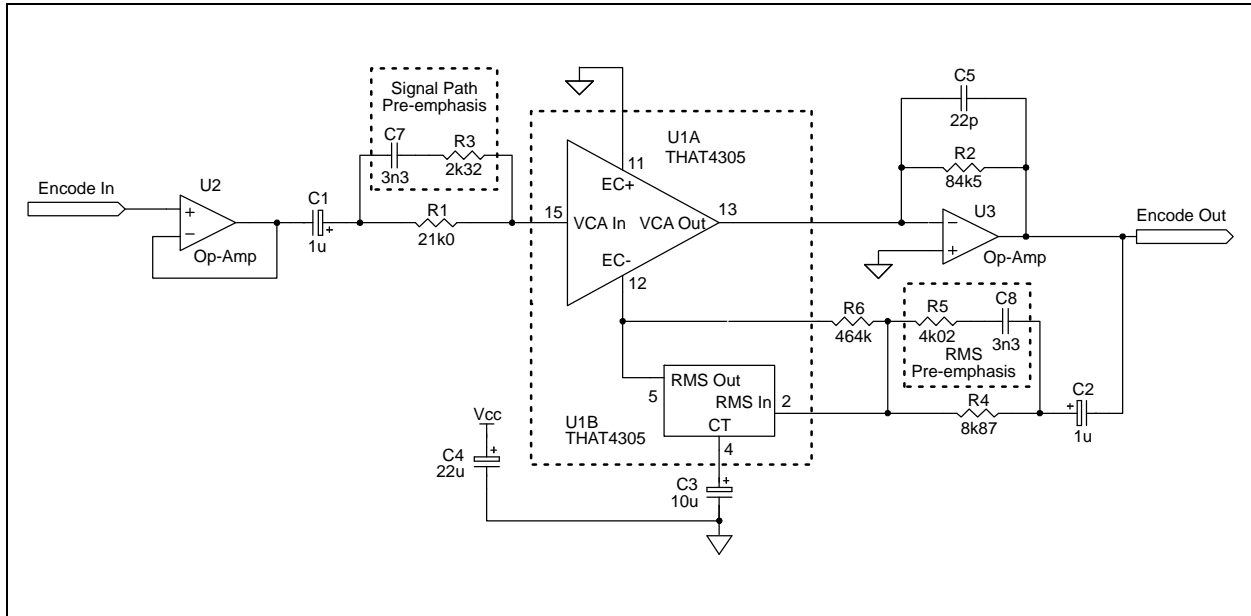 Signal Path
Pre-emphasis
C7
3n3
R3
2k32
Encode In
U2
+
−
Op-Amp
C1
+
1u
R1
21k0
15
VCA In
VCA Out
13
EC+
11
EC-
12
U1A
THAT4305
C5
22p
R2
84k5
U3
−
+
Op-Amp
Encode Out
R6
464k
R5
4k02
C8
3n3
RMS
Pre-emphasis
5
RMS Out
RMS In
2
CT
4
R4
8k87
C2
+
1u
U1B
THAT4305
Vcc
C4
22u
+
C3
10u
+